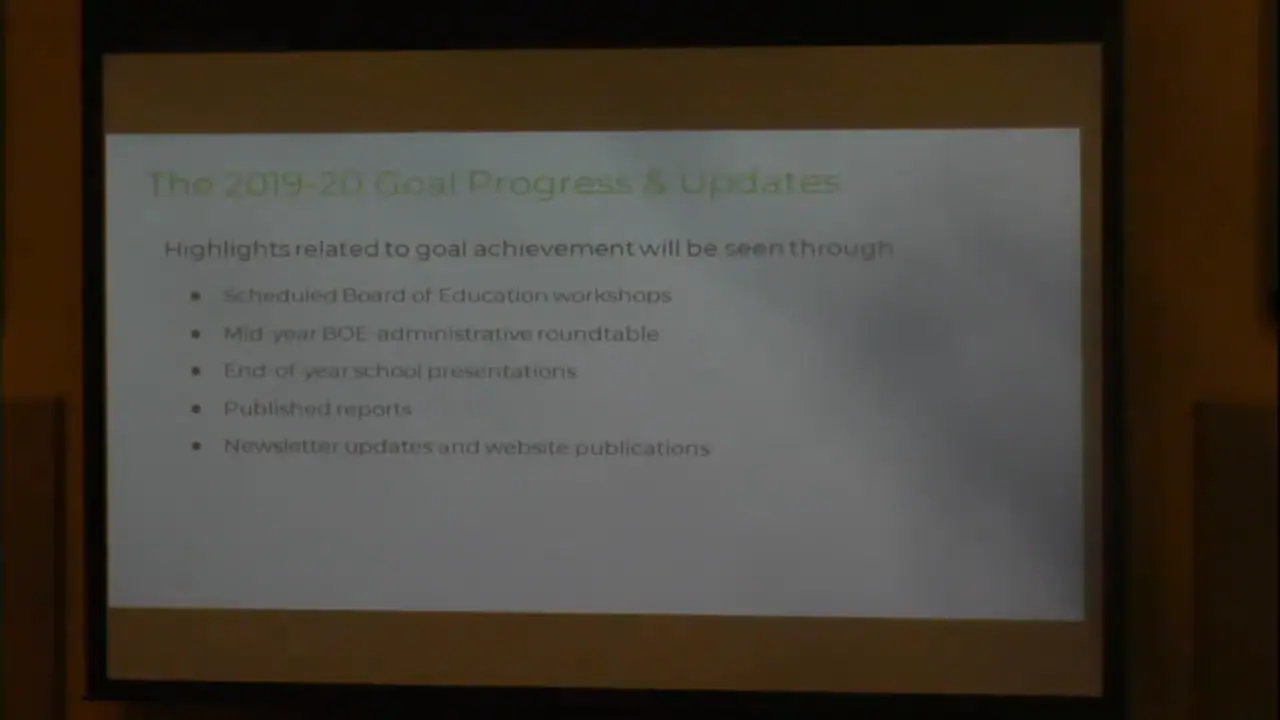 The 2019-20 Goal Progress & Updates
Highlights related to goal achievement will be seen through
• Scheduled Board of Education workshops
• Mid-year BOE-administrative roundtable
• End-of-year school presentations
• Published reports
• Newsletter updates and website publications